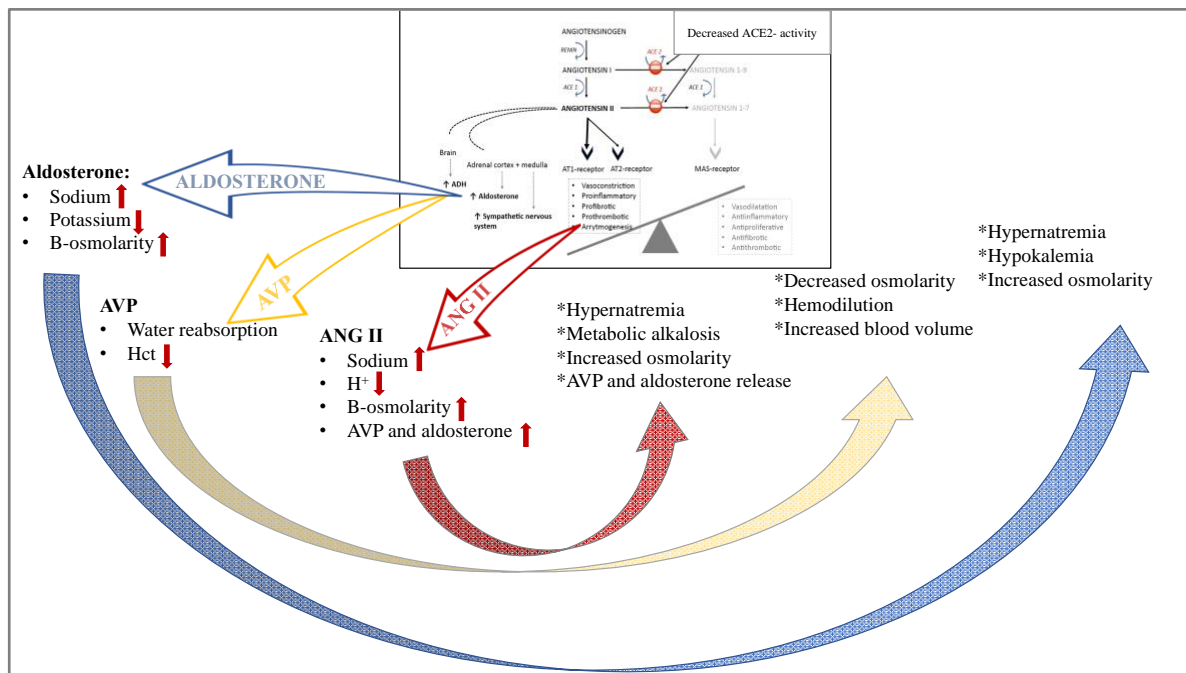 Decreased ACE2- activity
ANGIOTENSINOGEN
RENIN
ACE 2
ANGIOTENSIN I
ANGIOTENSIN 1-9
ACE 1
ACE 2
ACE 1
ANGIOTENSIN II
ANGIOTENSIN 1-7
Brain
Adrenal cortex + medulla
AT1-receptor
AT2-receptor
MAS-receptor
↑ ADH
↑ Aldosterone
↑ Sympathetic nervous
system
• Vasoconstriction
• Proinflammatory
• Profibrotic
• Prothrombotic
• Arrytmogenesis
• Vasodilatation
• Antiinflammatory
• Antiproliferative
• Antifibrotic
• Antithrombotic
ALDOSTERONE
AVP
ANG II
Aldosterone:
• Sodium ↑
• Potassium ↓
• B-osmolarity ↑
AVP
• Water reabsorption
• Hct ↓
ANG II
• Sodium ↑
• H⁺ ↓
• B-osmolarity ↑
• AVP and aldosterone ↑
*Hypernatremia
*Metabolic alkalosis
*Increased osmolarity
*AVP and aldosterone release
*Decreased osmolarity
*Hemodilution
*Increased blood volume
*Hypernatremia
*Hypokalemia
*Increased osmolarity